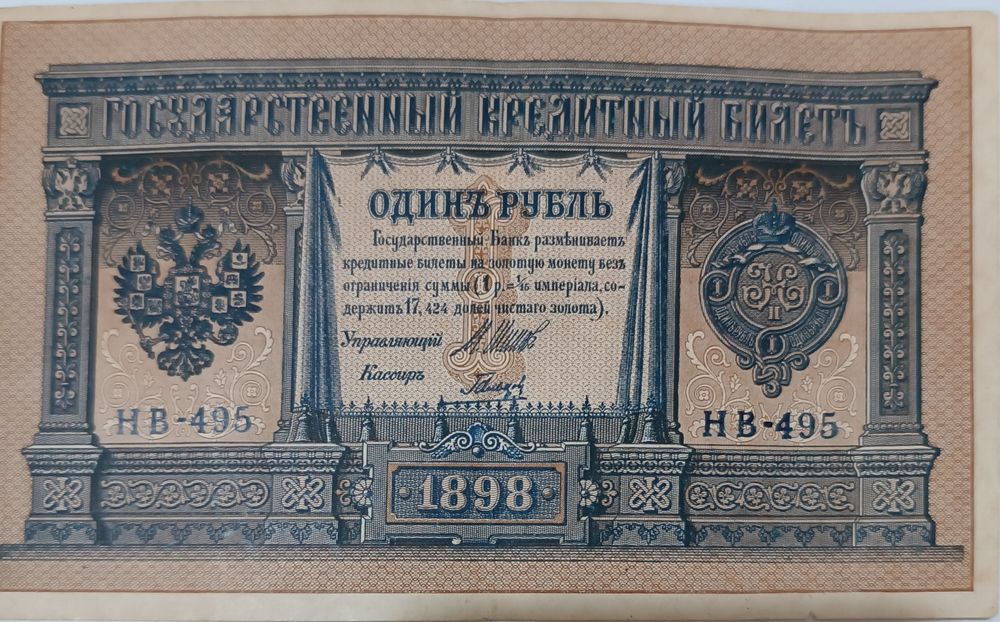 ГОСУДАРСТВЕННЫЙ КРЕДИТНЫЙ БИЛЕТЪ
ОДИНЪ РУБЛЬ
Государственный Банкъ размѣниваетъ
кредитные билеты на золотую монету безъ
ограниченія суммы (1 р.= 1/15 имперіала, со-
держитъ 17,424 долей чистаго золота).
Управляющій
Кассиръ
НВ-495
НВ-495
1898